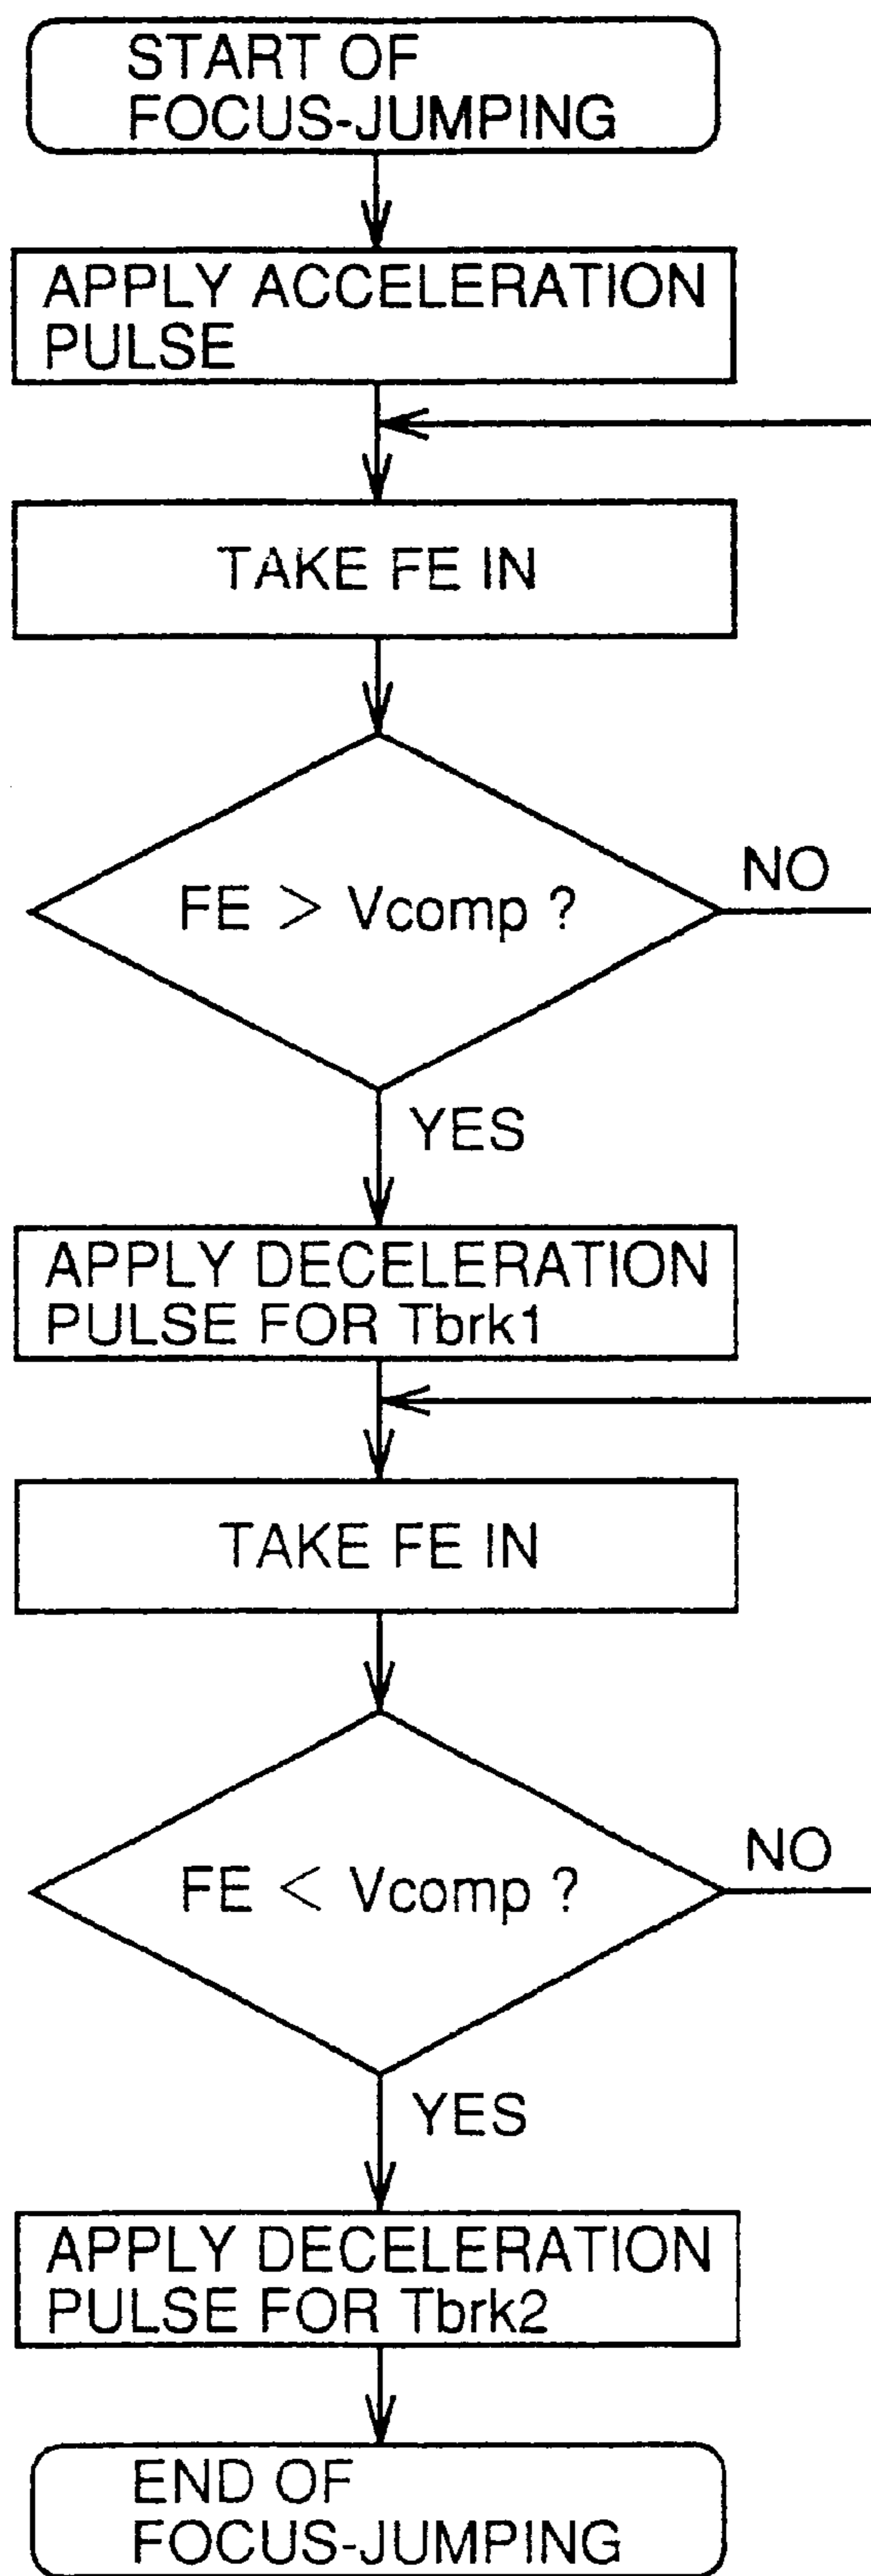 START OF
FOCUS-JUMPING
APPLY ACCELERATION
PULSE
TAKE FE IN
FE > Vcomp ?
NO
YES
APPLY DECELERATION
PULSE FOR Tbrk1
TAKE FE IN
FE < Vcomp ?
NO
YES
APPLY DECELERATION
PULSE FOR Tbrk2
END OF
FOCUS-JUMPING